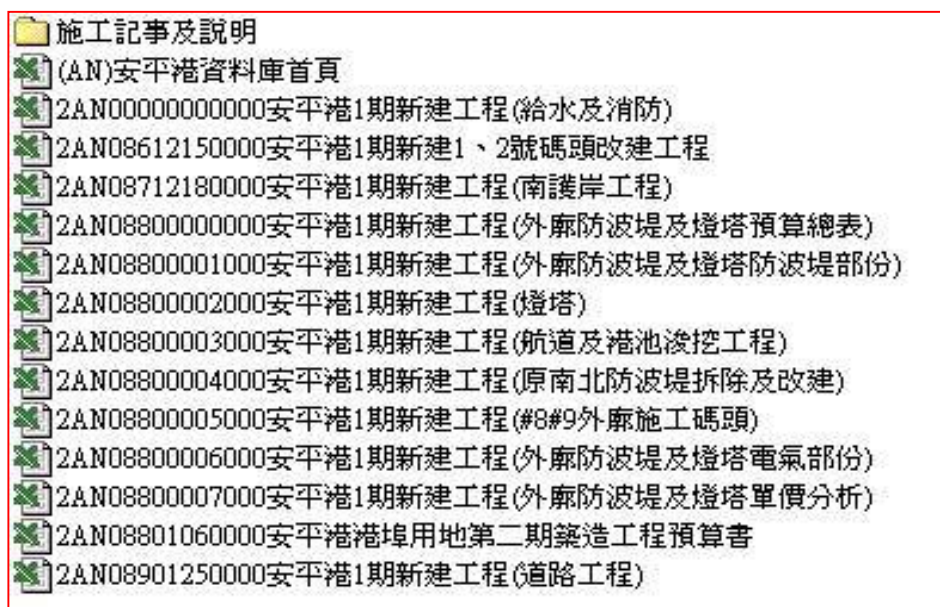 施工記事及說明
(AN)安平港資料庫首頁
2AN00000000000安平港1期新建工程(給水及消防)
2AN08612150000安平港1期新建1、2號碼頭改建工程
2AN08712180000安平港1期新建工程(南護岸工程)
2AN08800000000安平港1期新建工程(外廓防波堤及燈塔預算總表)
2AN08800001000安平港1期新建工程(外廓防波堤及燈塔防波堤部份)
2AN08800002000安平港1期新建工程(燈塔)
2AN08800003000安平港1期新建工程(航道及港池浚挖工程)
2AN08800004000安平港1期新建工程(原南北防波堤拆除及改建)
2AN08800005000安平港1期新建工程(#8#9外廓施工碼頭)
2AN08800006000安平港1期新建工程(外廓防波堤及燈塔電氣部份)
2AN08800007000安平港1期新建工程(外廓防波堤及燈塔單價分析)
2AN08801060000安平港港埠用地第二期築造工程預算書
2AN08901250000安平港1期新建工程(道路工程)